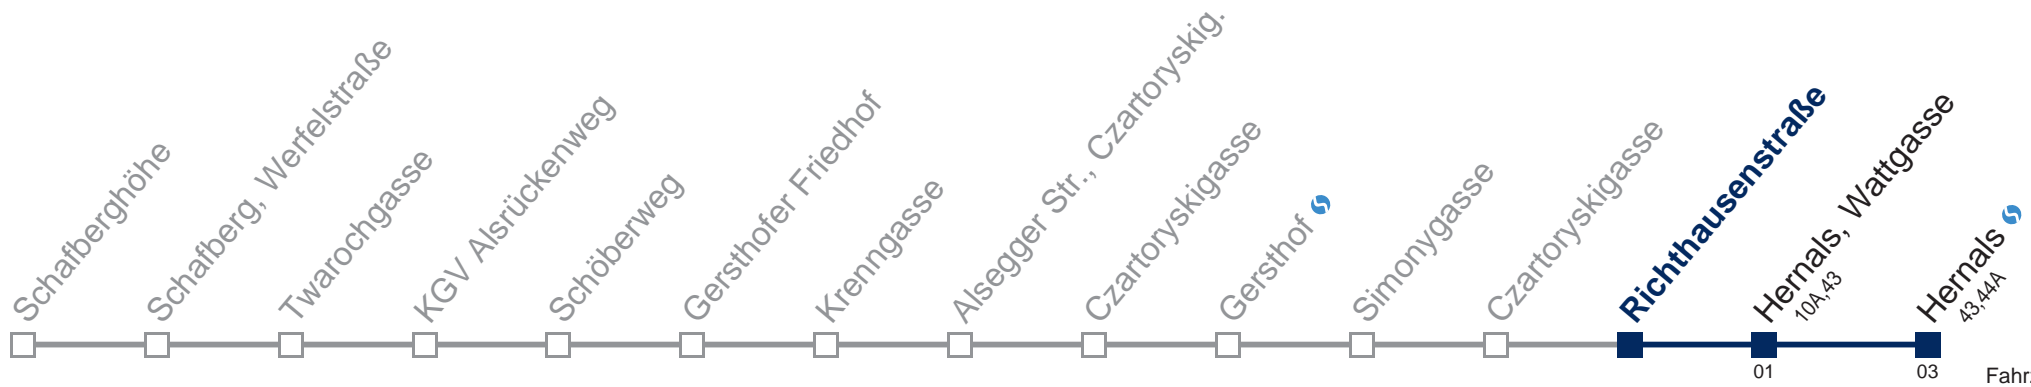 Schafberghöhe
Schafberg, Werfelstraße
Twarochgasse
KGV Alsrückenweg
Schöberweg
Gersthofer Friedhof
Krenngasse
Alsegger Str., Czartoryskig.
Czartoryskigasse
Gersthof
Simonygasse
Czartoryskigasse
Richthausenstraße
Hernals, Wattgasse
10A,43
Hernals
43,44A
01
03
Fahr